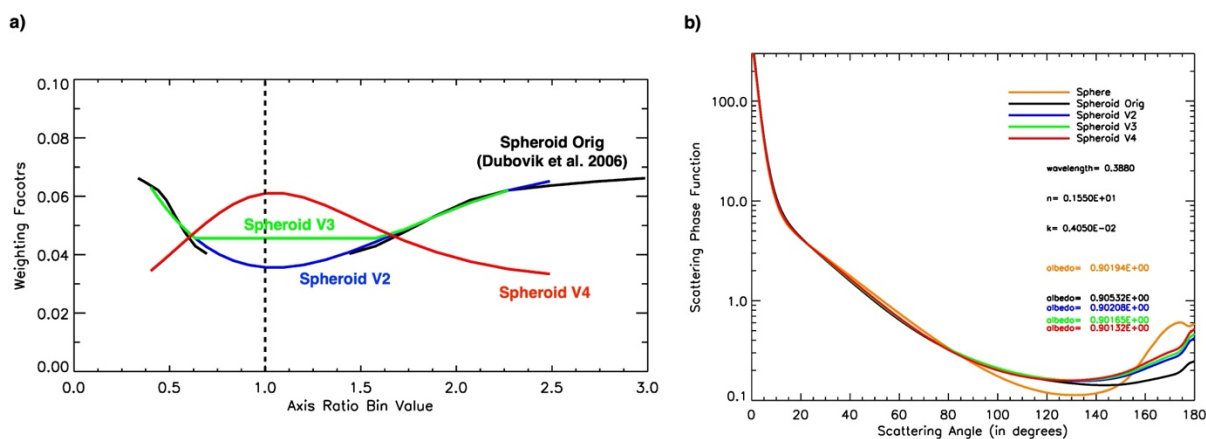 a)
0.10
0.08
0.06
0.04
0.02
0.00
Weighting Facotrs
0.0
0.5
1.0
1.5
2.0
2.5
3.0
Axis Ratio Bin Value
Spheroid Orig
(Dubovik et al. 2006)
Spheroid V3
Spheroid V2
Spheroid V4
b)
100.0
10.0
1.0
0.1
Scattering Phase Function
0
20
40
60
80
100
120
140
160
180
Scattering Angle (in degrees)
Sphere
Spheroid Orig
Spheroid V2
Spheroid V3
Spheroid V4
wavelength= 0.3880
n= 0.1550E+01
k= 0.4050E-02
albedo= 0.90194E+00
albedo= 0.90532E+00
albedo= 0.90208E+00
albedo= 0.90165E+00
albedo= 0.90132E+00